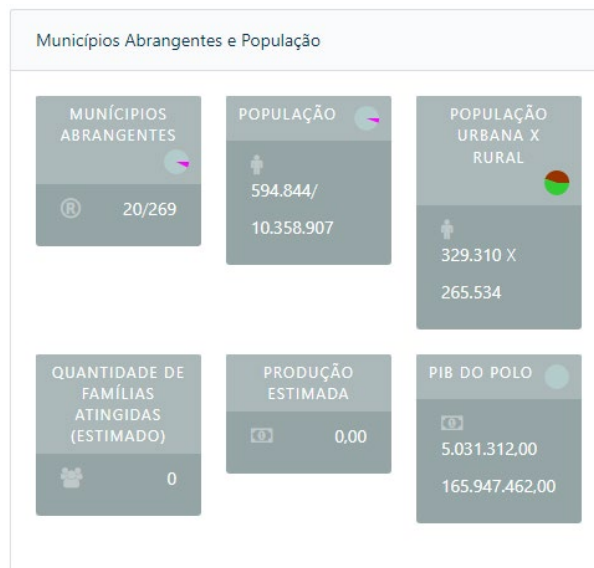 Municípios Abrangentes e População
MUNÍCIPIOS
ABRANGENTES
® 20/269
POPULAÇÃO
594.844/
10.358.907
POPULAÇÃO
URBANA X
RURAL
329.310 X
265.534
QUANTIDADE DE
FAMÍLIAS
ATINGIDAS
(ESTIMADO)
0
PRODUÇÃO
ESTIMADA
0,00
PIB DO POLO
5.031.312,00
165.947.462,00